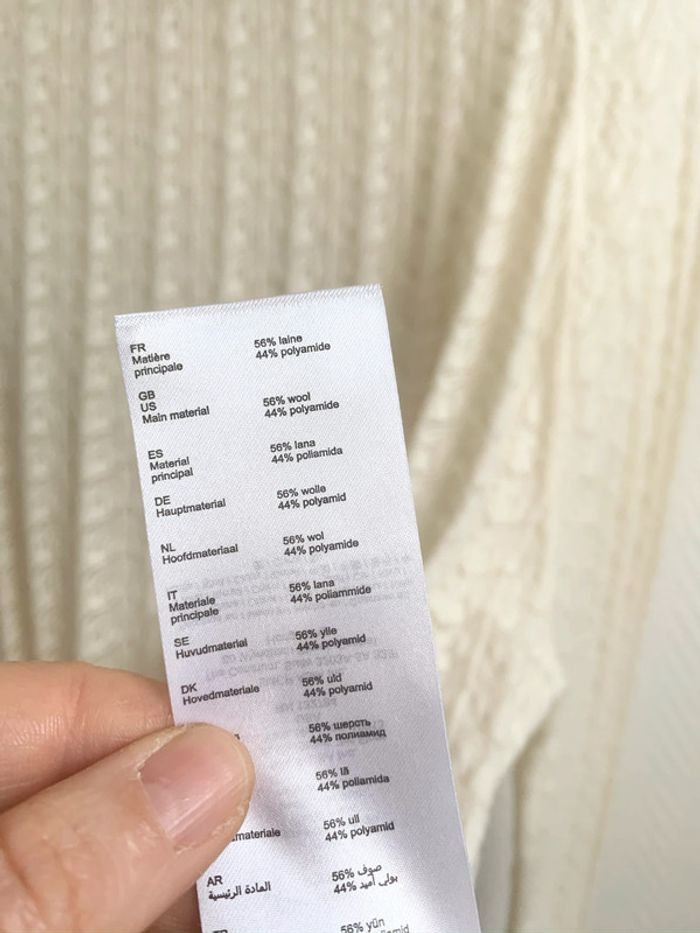 FR
Matière
principale
56% laine
44% polyamide
GB
US
Main material
56% wool
44% polyamide
ES
Material
principal
56% lana
44% poliamida
DE
Hauptmaterial
56% wolle
44% polyamid
NL
Hoofdmateriaal
56% wol
44% polyamide
IT
Materiale
principale
56% lana
44% poliammide
SE
Huvudmaterial
56% ylle
44% polyamid
DK
Hovedmateriale
56% uld
44% polyamid
56% шерсть
44% полиамид
56% lã
44% poliamida
materiale
56% ull
44% polyamid
AR
المادة الرئيسية
56% صوف
44% بولي أميد
56% yün